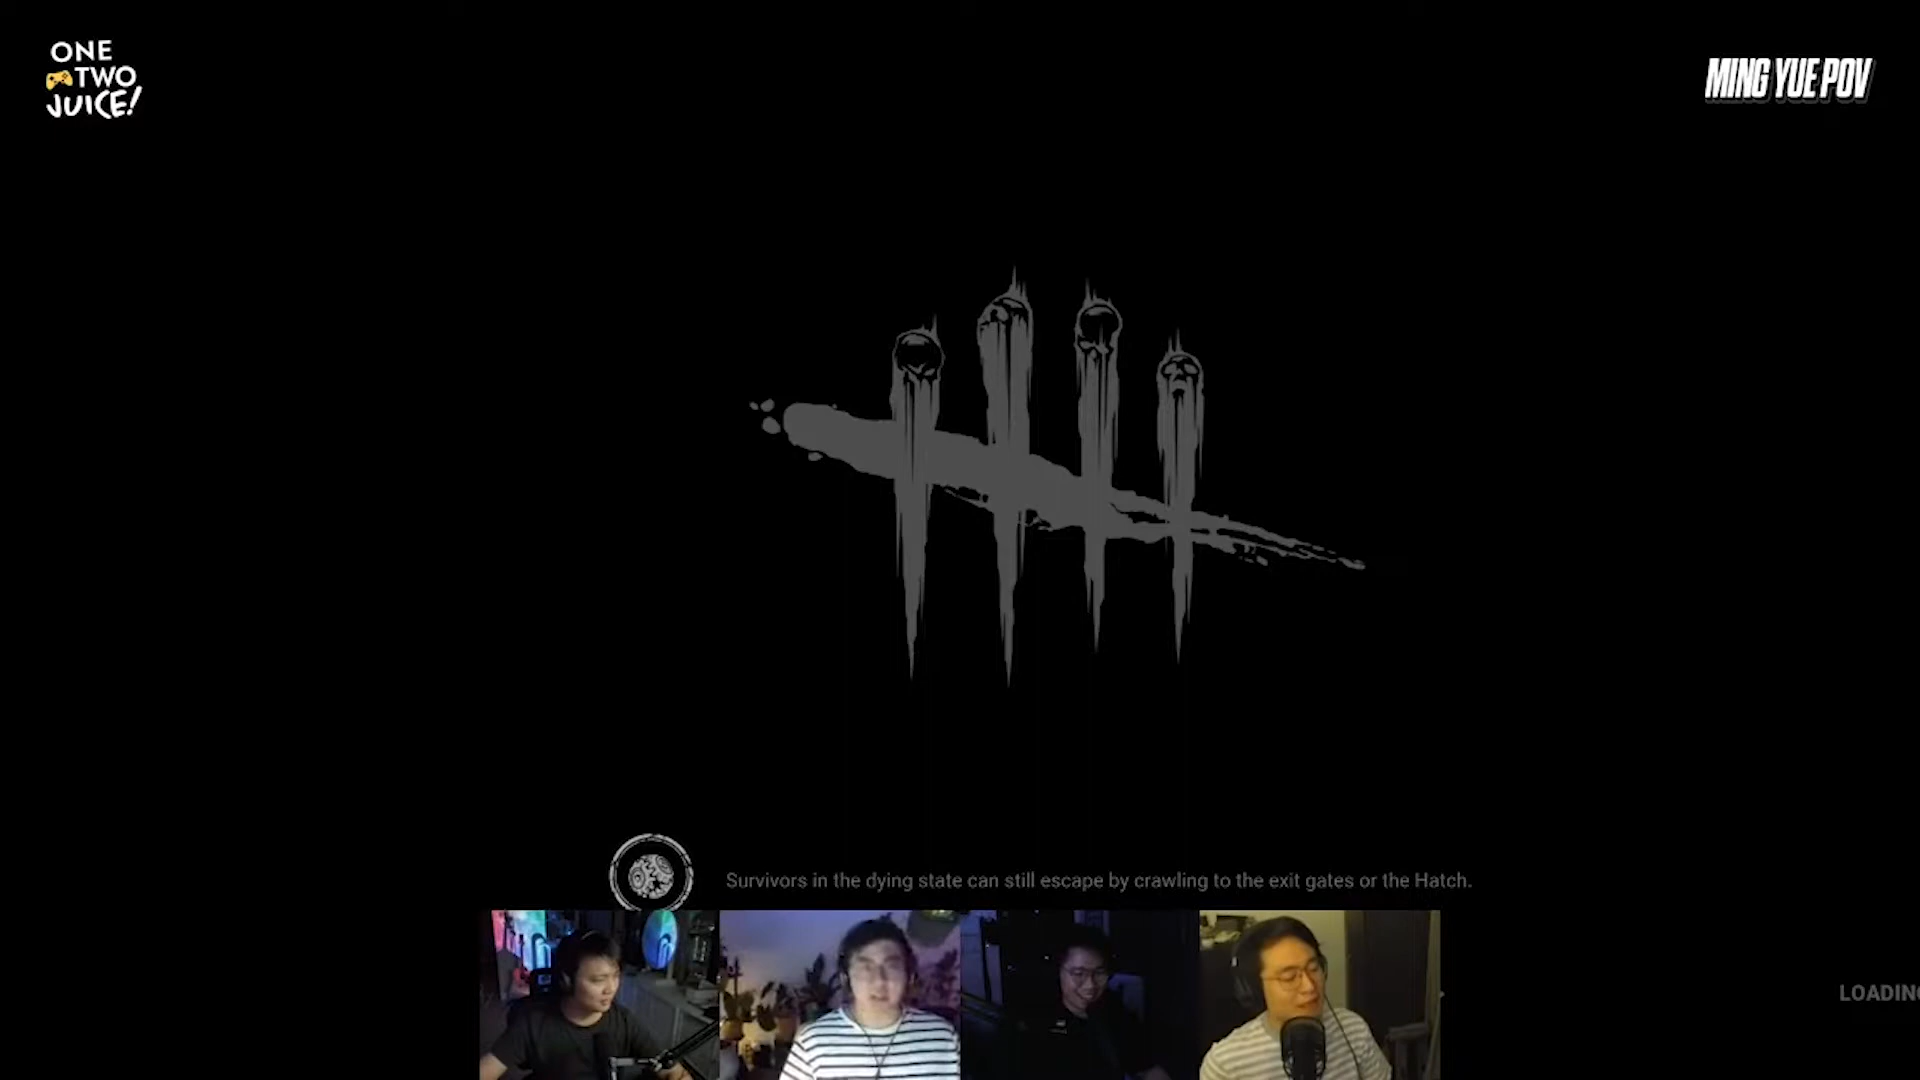 ONE
TWO
JUICE!
MING YUE POV
Survivors in the dying state can still escape by crawling to the exit gates or the Hatch.
LOADING